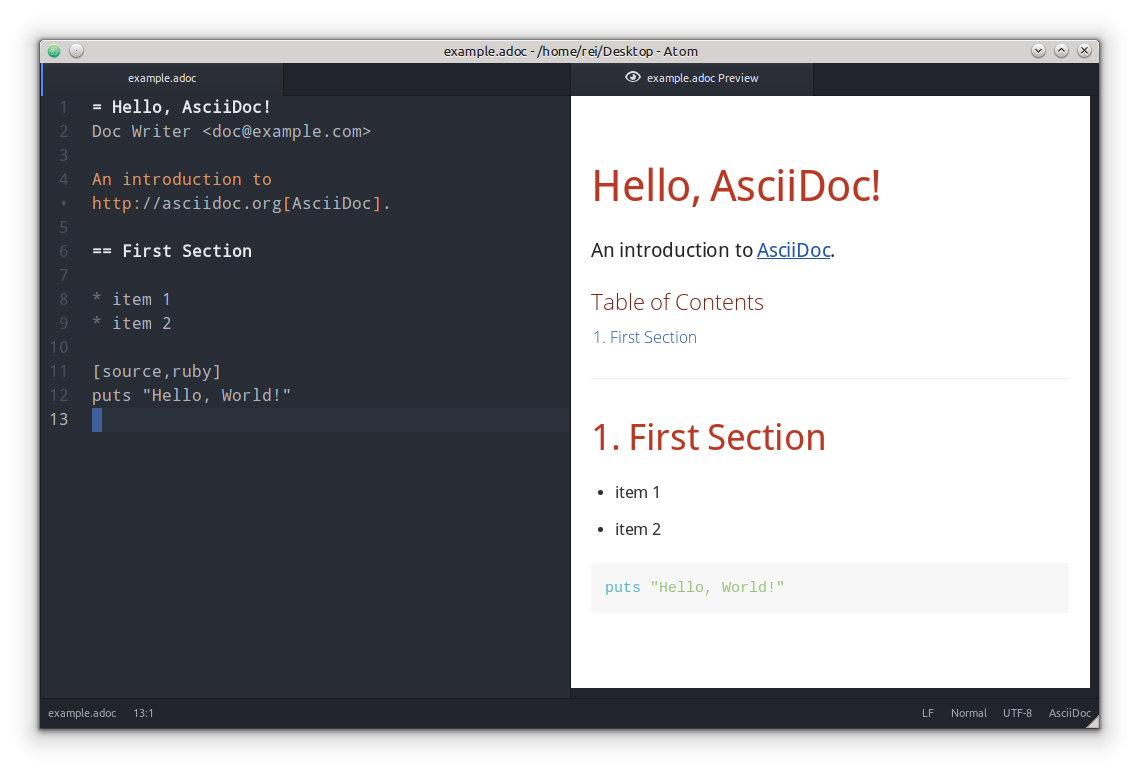 example.adoc - /home/rei/Desktop - Atom
example.adoc
1 = Hello, AsciiDoc!
2 Doc Writer <doc@example.com>
3
4 An introduction to
• http://asciidoc.org[AsciiDoc].
5
6 == First Section
7
8 * item 1
9 * item 2
10
11 [source,ruby]
12 puts "Hello, World!"
13
example.adoc Preview
Hello, AsciiDoc!
An introduction to AsciiDoc.
Table of Contents
1. First Section
1. First Section
• item 1
• item 2
puts "Hello, World!"
example.adoc 13:1 LF Normal UTF-8 AsciiDoc